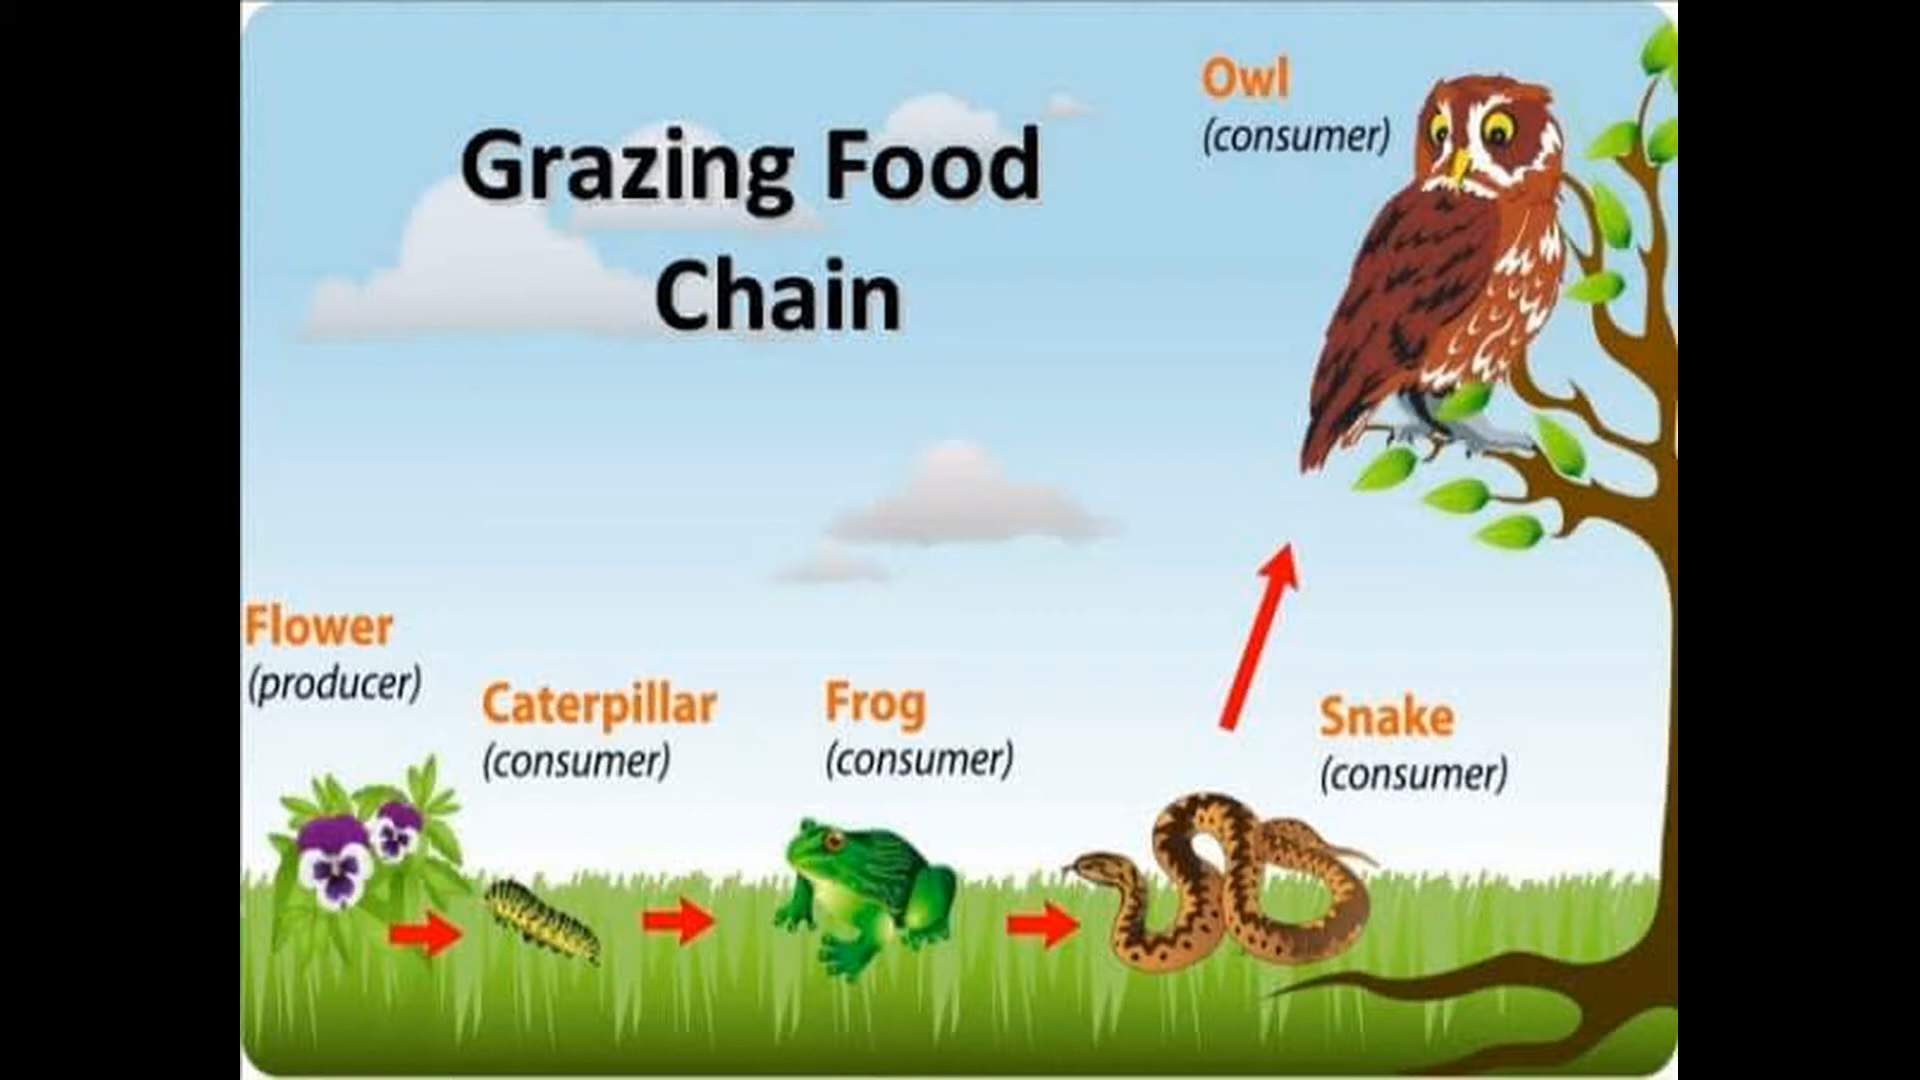 Grazing Food
Chain
Owl
(consumer)
Flower
(producer)
Caterpillar
(consumer)
Frog
(consumer)
Snake
(consumer)